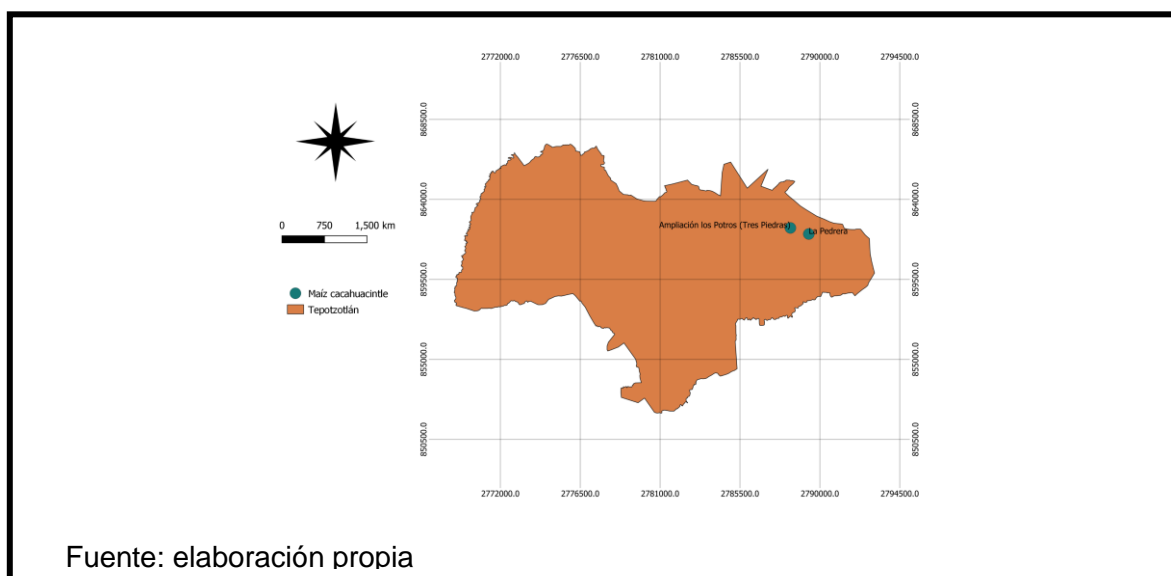 2772000.0 2776500.0 2781000.0 2785500.0 2790000.0 2794500.0
868500.0 868500.0
864000.0 864000.0
0 750 1,500 km
Ampliación los Potros (Tres Piedras) La Pedrera
859500.0 859500.0
Maíz cacahuacintle
Tepotzotlán
855000.0 855000.0
850500.0 850500.0
2772000.0 2776500.0 2781000.0 2785500.0 2790000.0 2794500.0
Fuente: elaboración propia